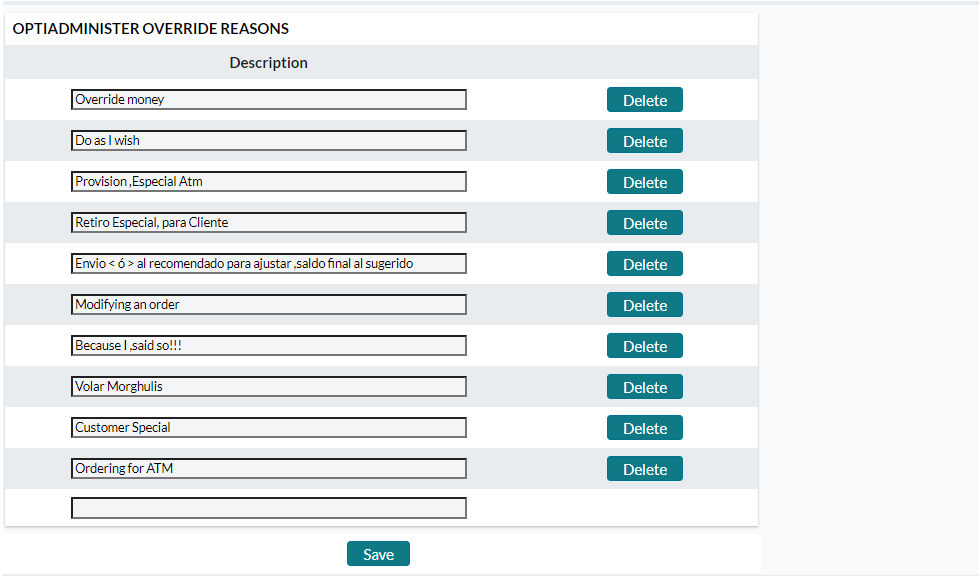 OPTIADMINISTER OVERRIDE REASONS
Description
Override money Delete
Do as I wish Delete
Provision ,Especial Atm Delete
Retiro Especial, para Cliente Delete
Envio < ó > al recomendado para ajustar ,saldo final al sugerido Delete
Modifying an order Delete
Because I ,said so!!! Delete
Volar Morghulis Delete
Customer Special Delete
Ordering for ATM Delete
Save